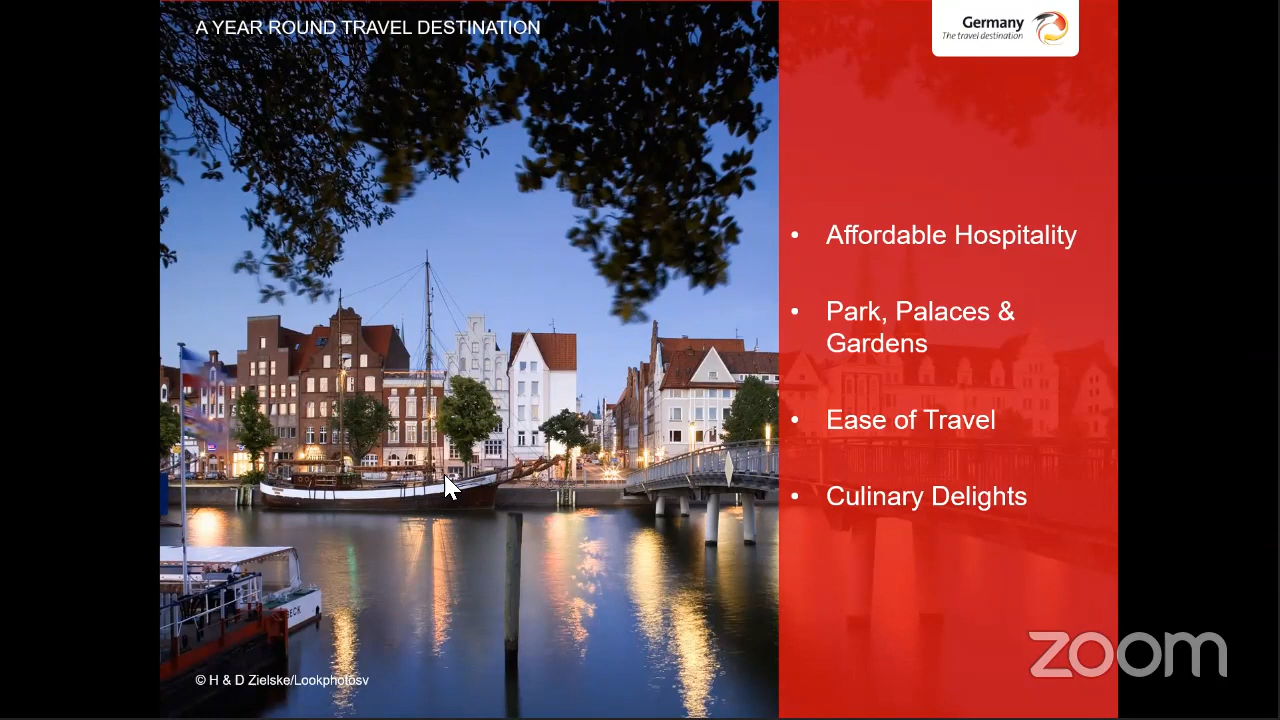 A YEAR ROUND TRAVEL DESTINATION
Germany
The travel destination
• Affordable Hospitality
• Park, Palaces &
Gardens
• Ease of Travel
• Culinary Delights
BECK
zoom
© H & D Zielske/Lookphotosv